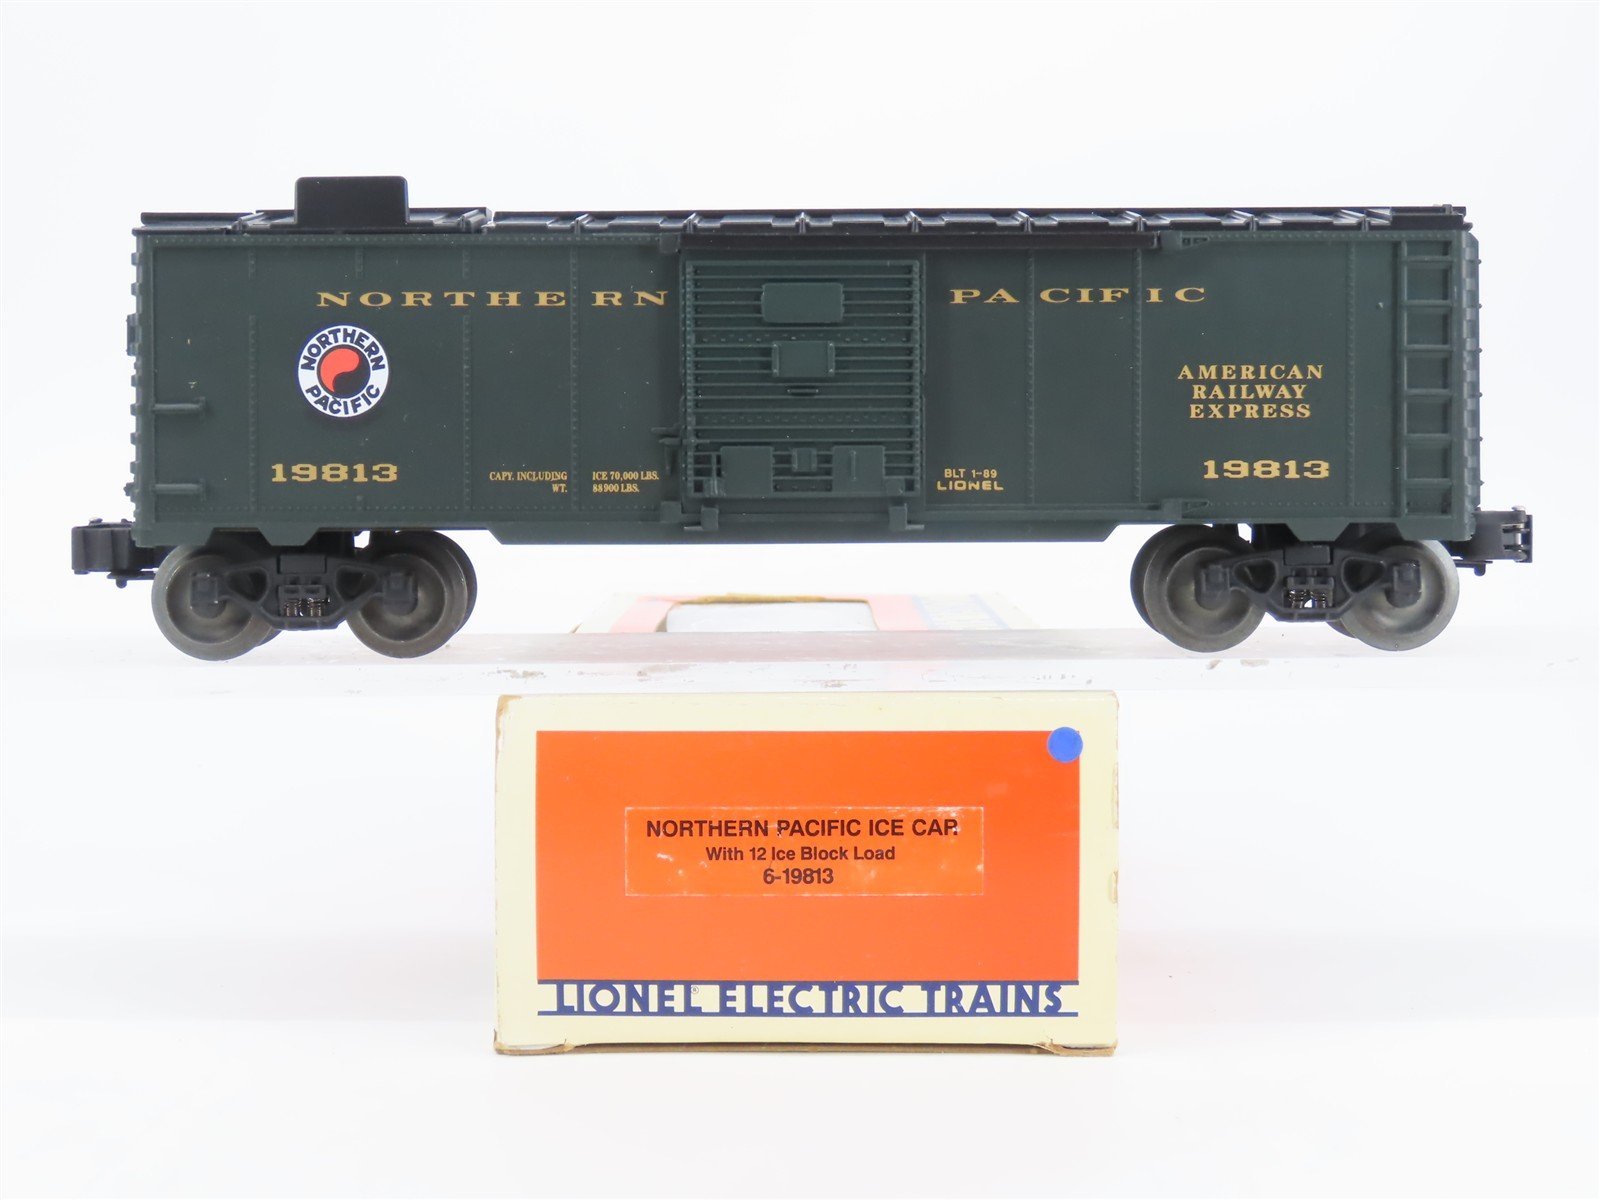 NORTHERN PACIFIC
NORTHERN
PACIFIC
AMERICAN
RAILWAY
EXPRESS
19813
CAPY. INCLUDING ICE 70,000 LBS.
WT. 88900 LBS.
BLT 1-89
LIONEL
19813
NORTHERN PACIFIC ICE CAR
With 12 Ice Block Load
6-19813
LIONEL® ELECTRIC TRAINS